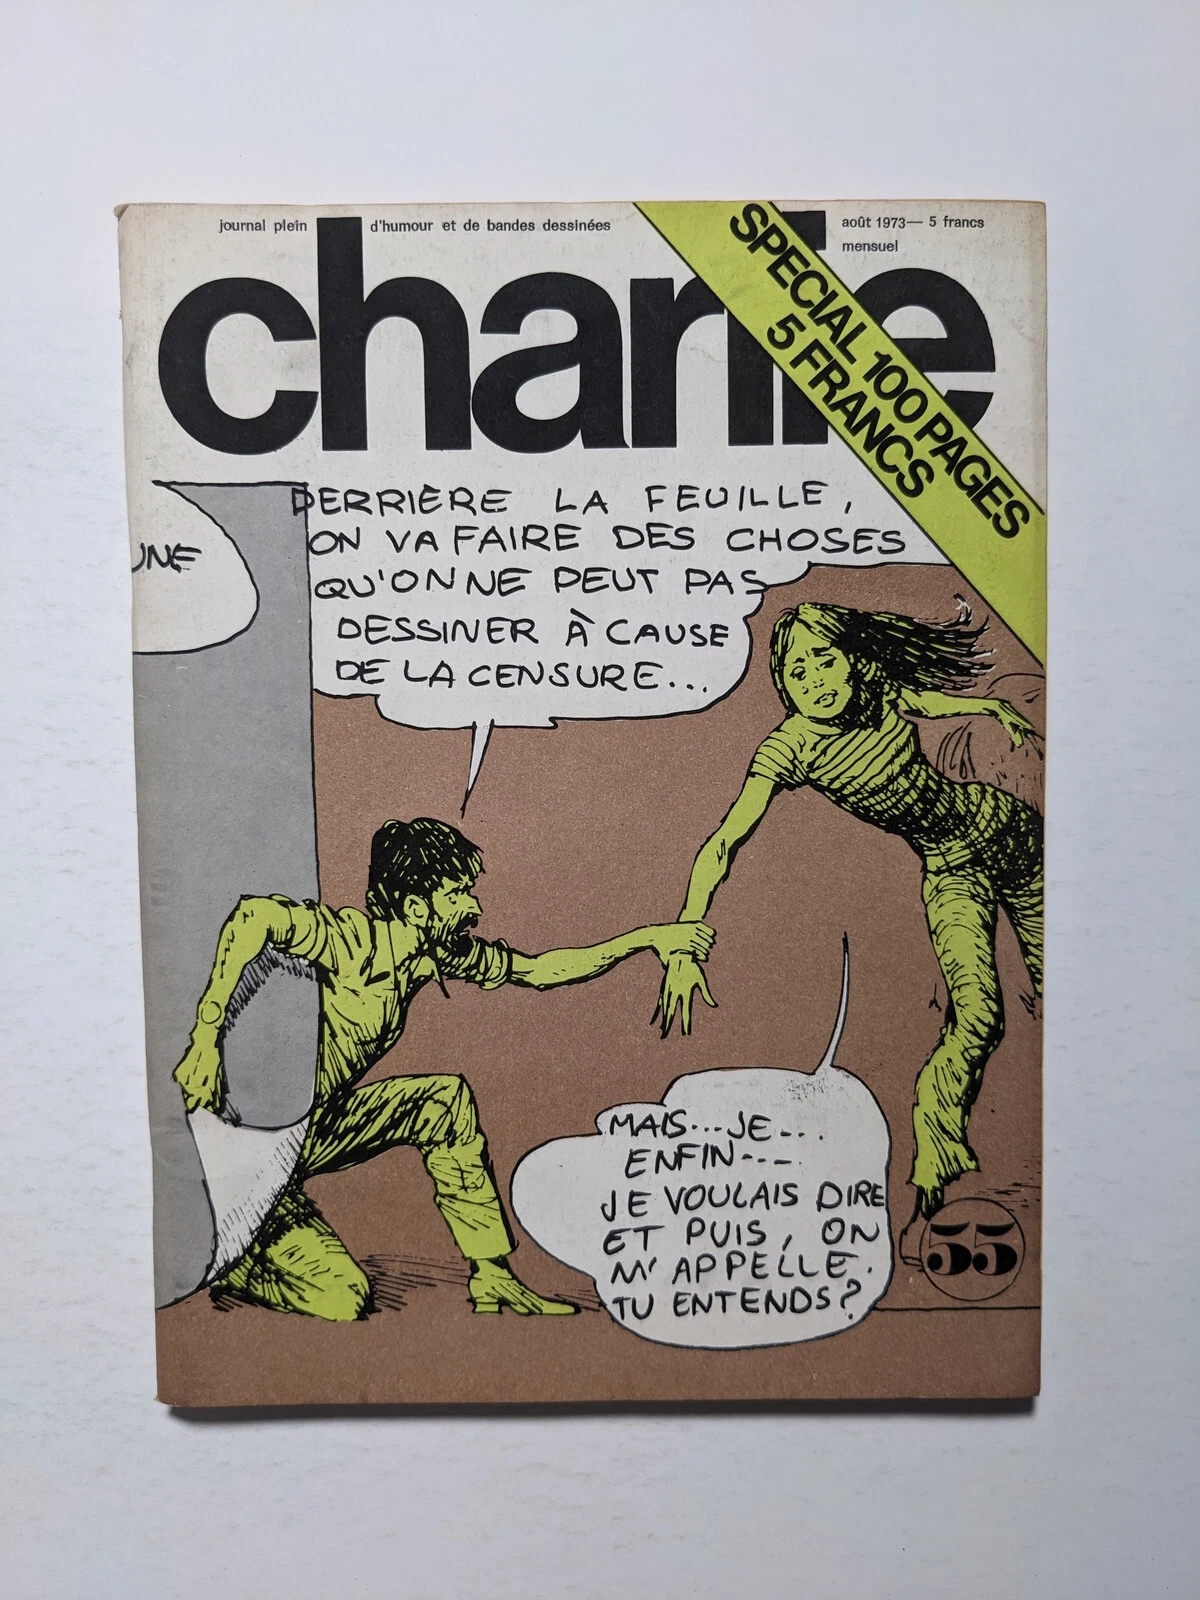 journal plein d'humour et de bandes dessinées
août 1973— 5 francs
mensuel
charlie
SPECIAL 100 PAGES
5 FRANCS
UNE
DERRIÈRE LA FEUILLE,
ON VA FAIRE DES CHOSES
QU'ON NE PEUT PAS
DESSINER À CAUSE
DE LA CENSURE...
MAIS...JE...
ENFIN....
JE VOULAIS DIRE
ET PUIS, ON
M'APPELLE.
TU ENTENDS?
55